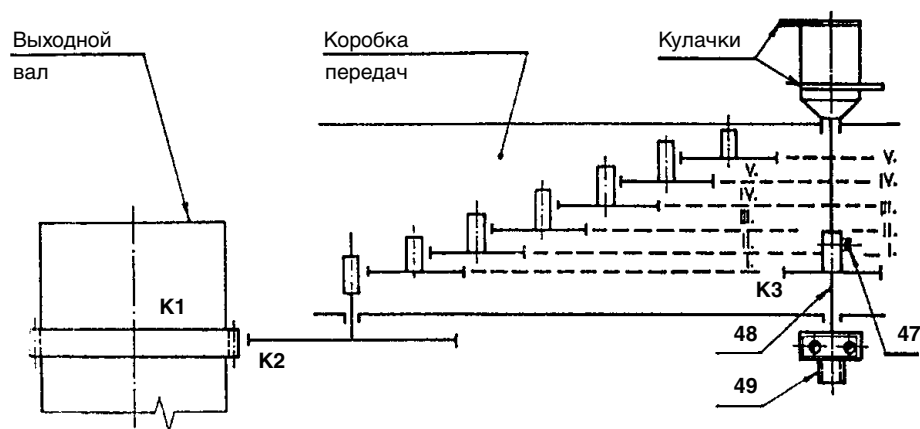 Выходной
вал
Коробка
передач
Кулачки
V.
V.
IV.
IV.
III.
III.
II.
II.
I.
I.
K1
K2
K3
48
47
49